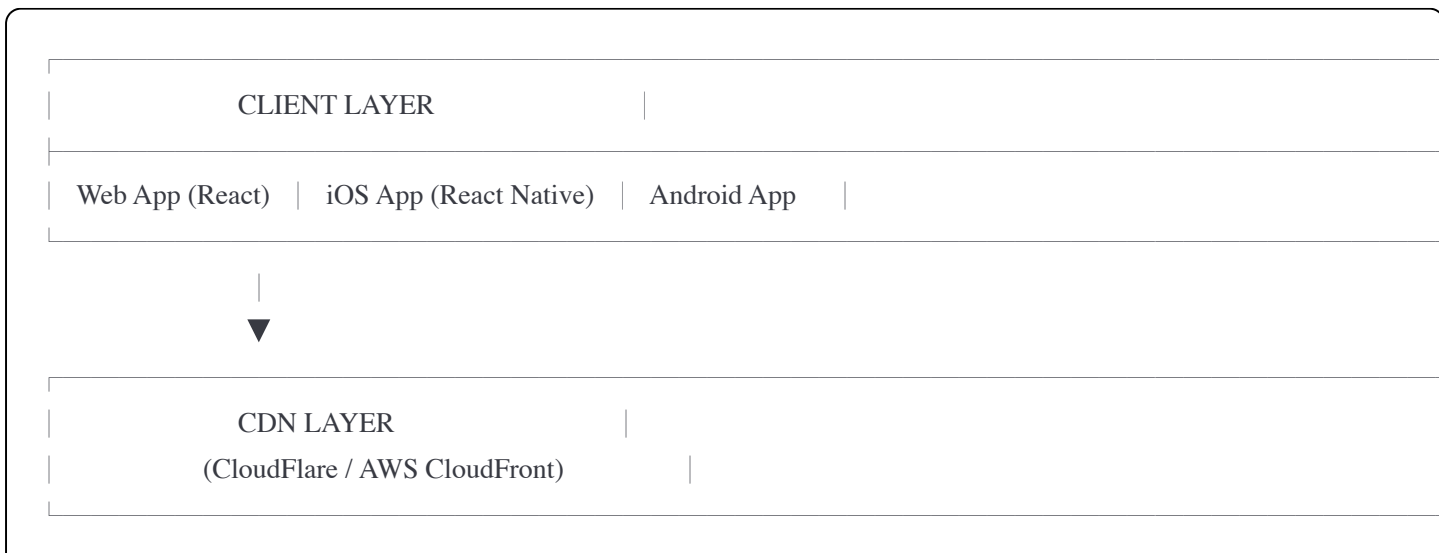 CLIENT LAYER
Web App (React) │ iOS App (React Native) │ Android App
CDN LAYER
(CloudFlare / AWS CloudFront)